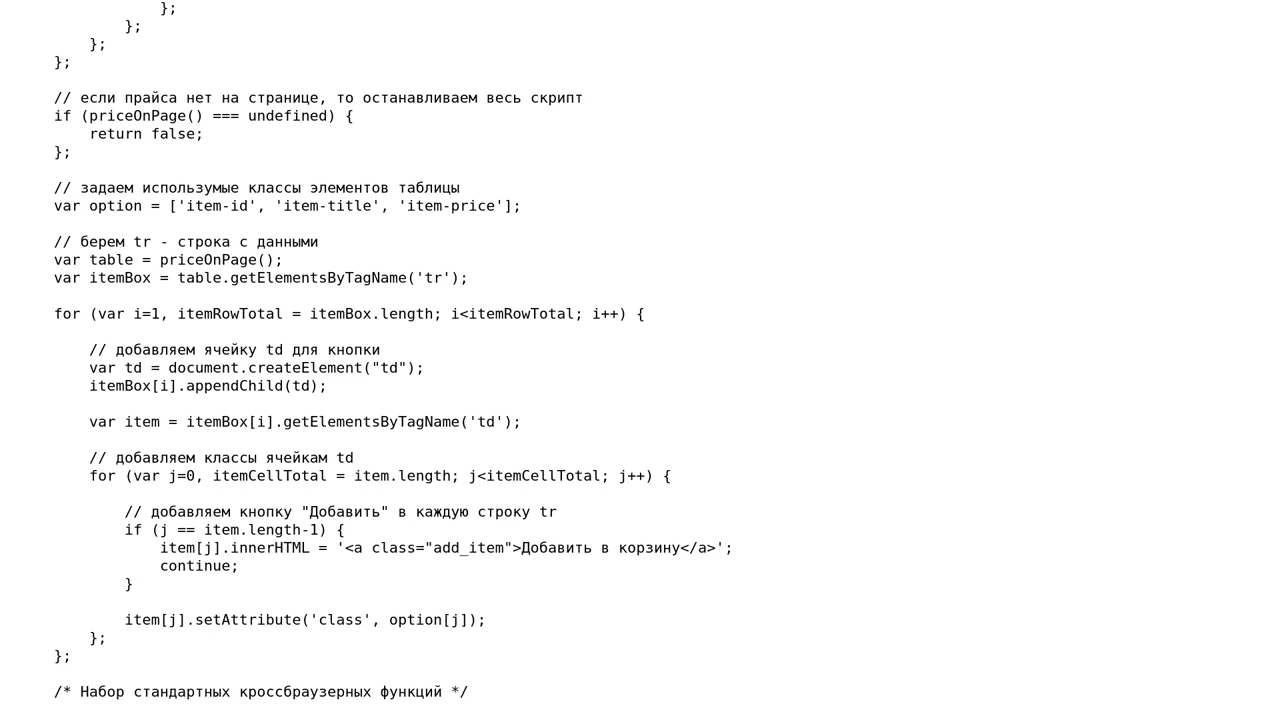 };
        };
    };
};

// если прайса нет на странице, то останавливаем весь скрипт
if (priceOnPage() === undefined) {
    return false;
};

// задаем использумые классы элементов таблицы
var option = ['item-id', 'item-title', 'item-price'];

// берем tr - строка с данными
var table = priceOnPage();
var itemBox = table.getElementsByTagName('tr');

for (var i=1, itemRowTotal = itemBox.length; i<itemRowTotal; i++) {

    // добавляем ячейку td для кнопки
    var td = document.createElement("td");
    itemBox[i].appendChild(td);

    var item = itemBox[i].getElementsByTagName('td');

    // добавляем классы ячейкам td
    for (var j=0, itemCellTotal = item.length; j<itemCellTotal; j++) {

        // добавляем кнопку "Добавить" в каждую строку tr
        if (j == item.length-1) {
            item[j].innerHTML = '<a class="add_item">Добавить в корзину</a>';
            continue;
        }

        item[j].setAttribute('class', option[j]);
    };
};

/* Набор стандартных кроссбраузерных функций */